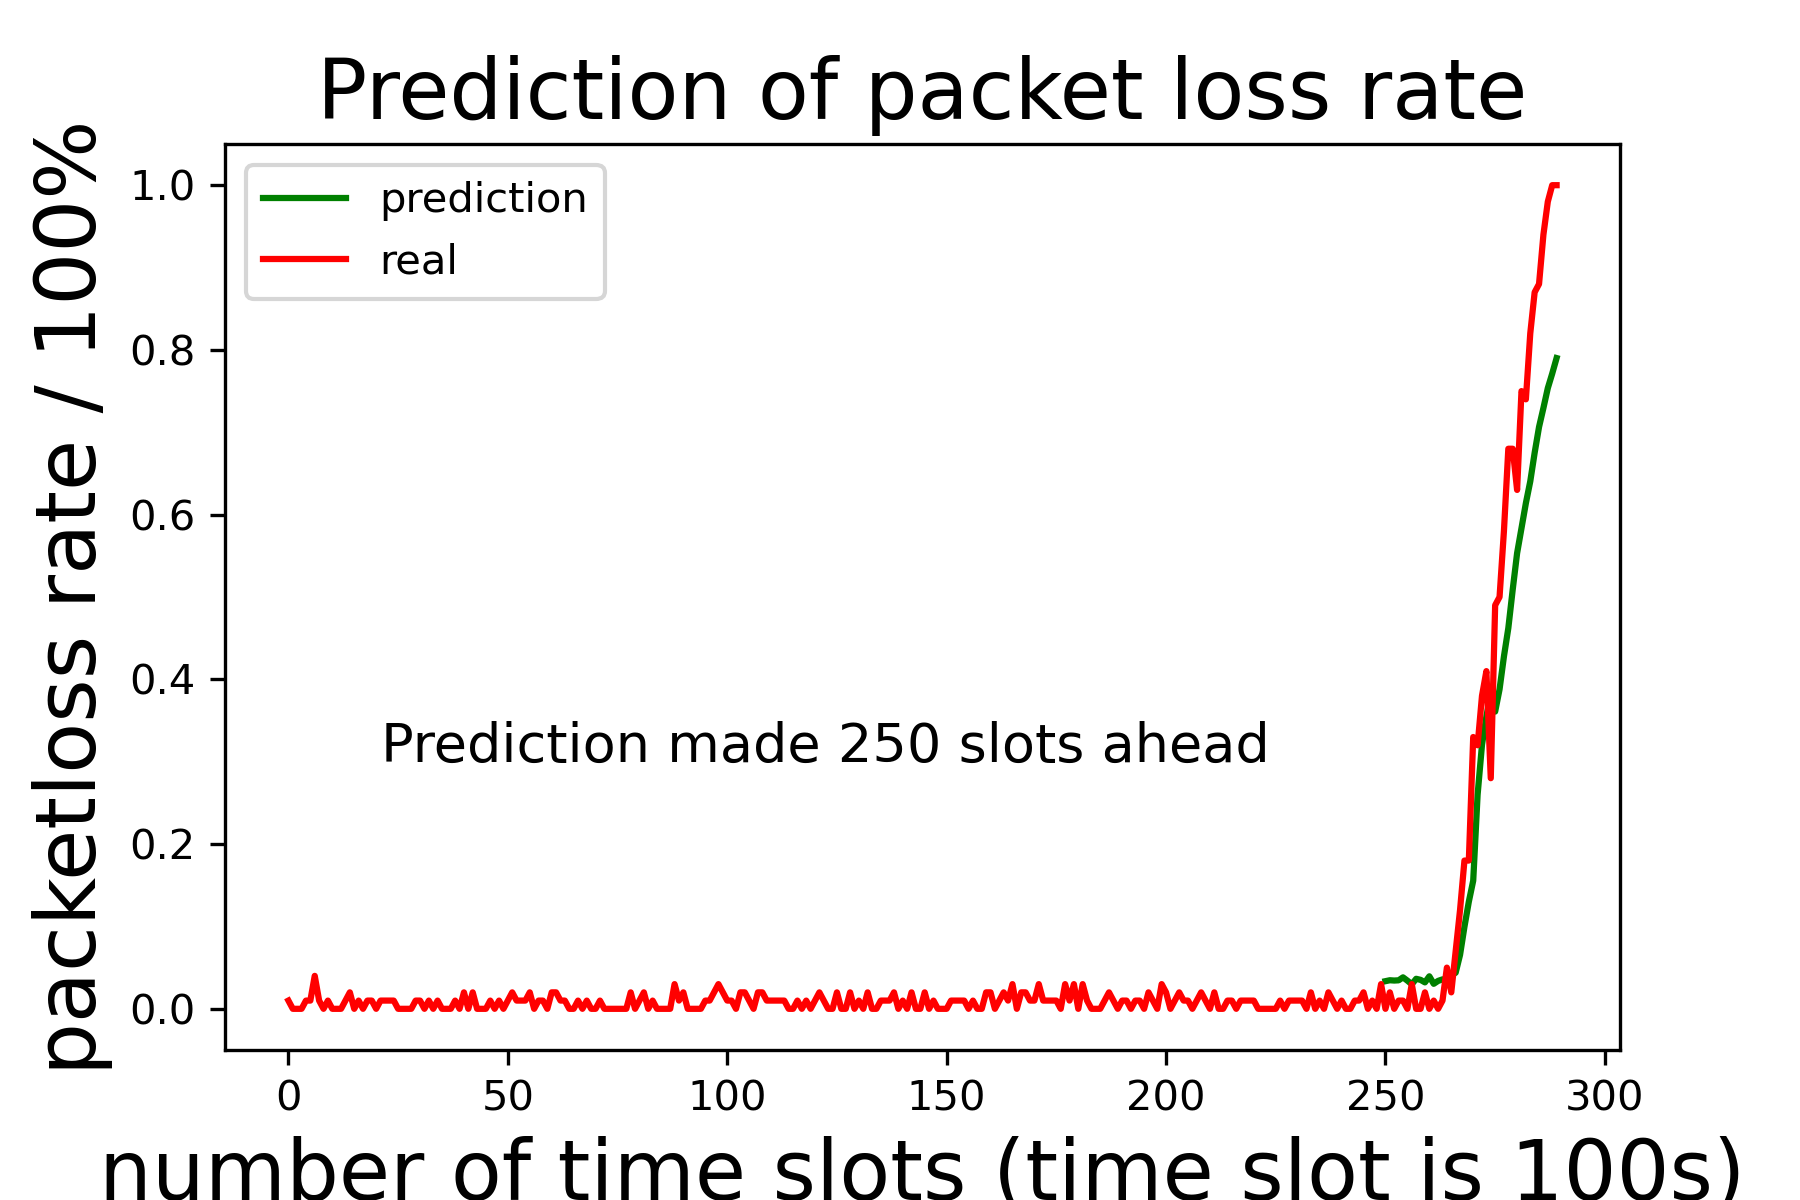 Prediction of packet loss rate
packetloss rate / 100%
1.0
0.8
0.6
0.4
0.2
0.0
prediction
real
Prediction made 250 slots ahead
0 50 100 150 200 250 300
number of time slots (time slot is 100s)